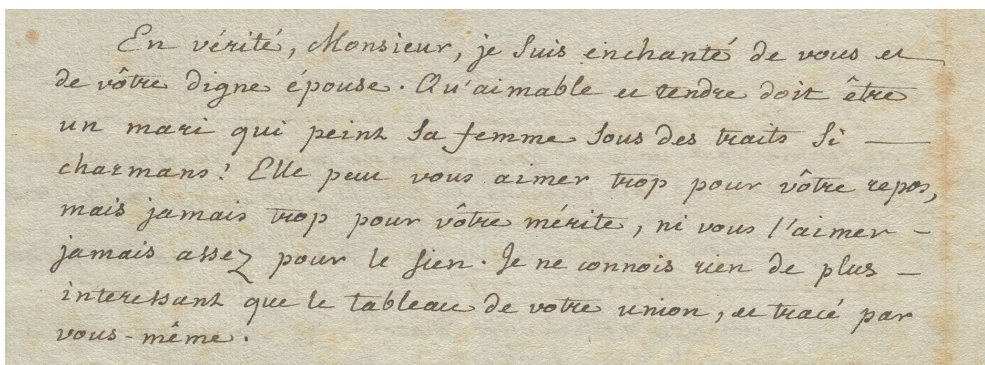 En vérité, Monsieur, je suis enchanté de vous et
de vôtre digne épouse. Qu'aimable et tendre doit être
un mari qui peint sa femme sous des traits si —
charmans! Elle peut vous aimer trop pour vôtre repos,
mais jamais trop pour vôtre mérite, ni vous l'aimer –
jamais assez pour le sien. Je ne connois rien de plus –
interessant que le tableau de votre union, et tracé par
vous-même.